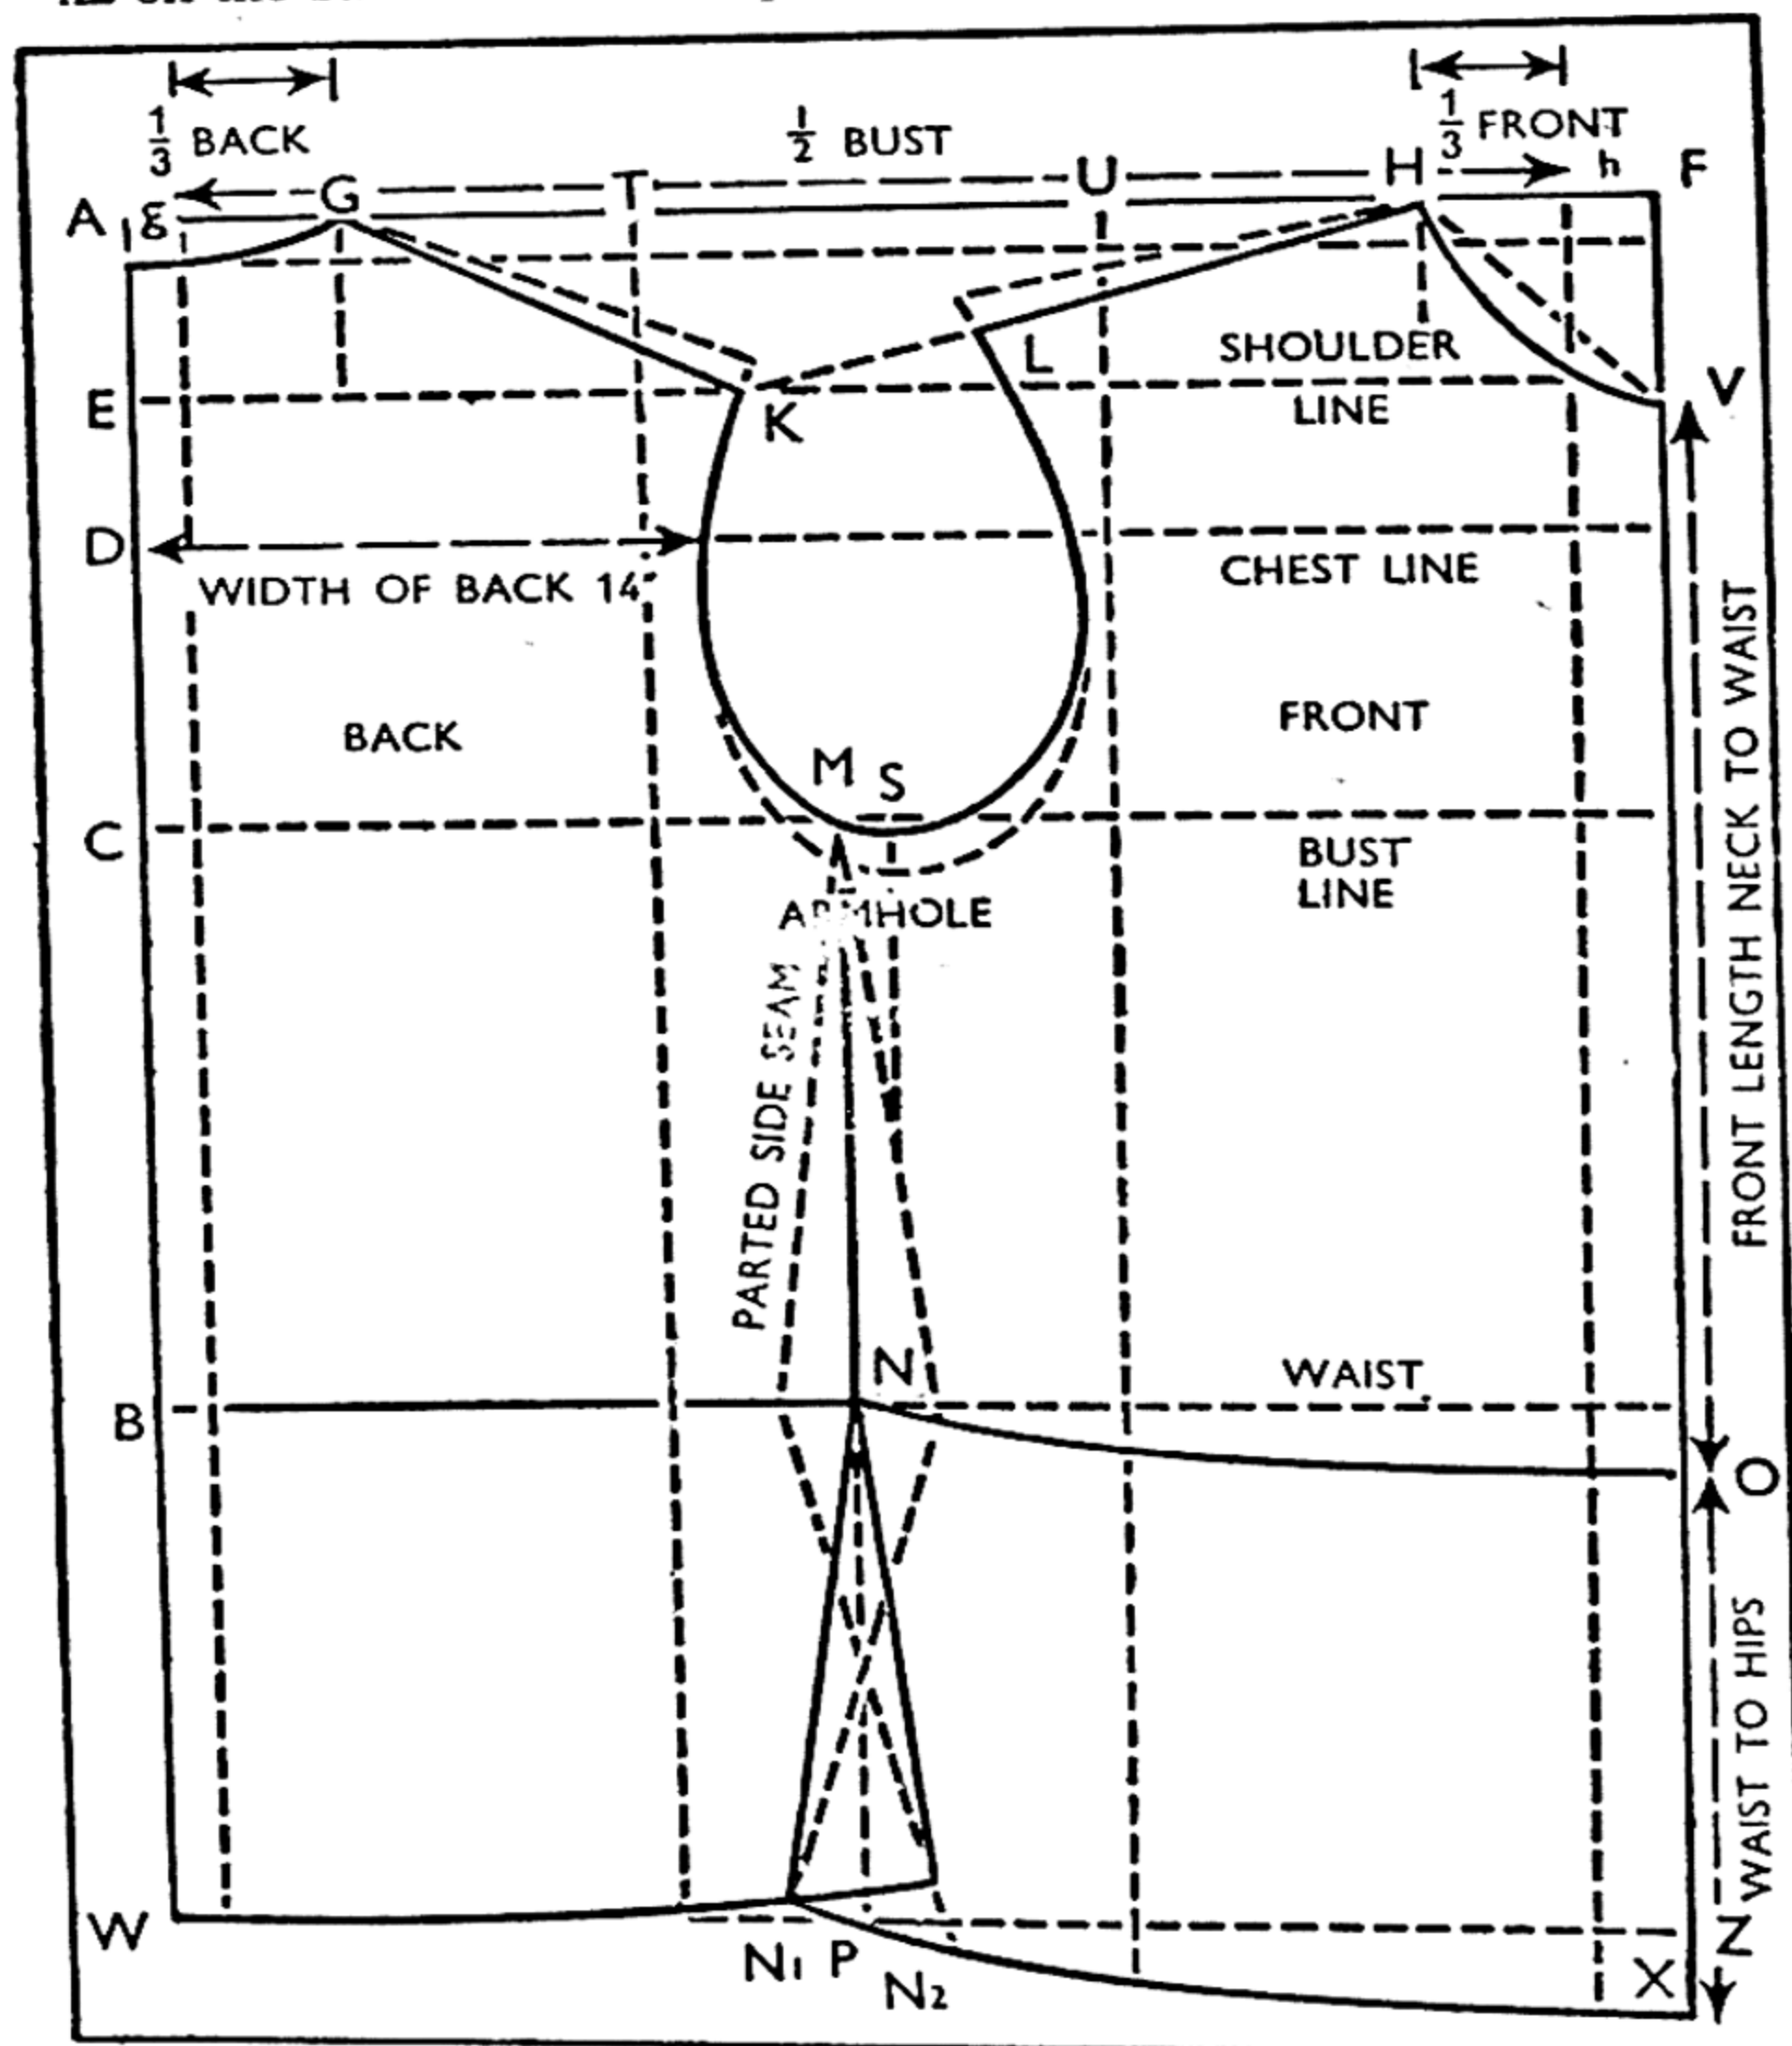 1/3 BACK
1/2 BUST
1/3 FRONT
A g G T U H h F
SHOULDER
LINE
E K L V
D
WIDTH OF BACK 14"
CHEST LINE
BACK
FRONT
M S
C
BUST
LINE
ARMHOLE
PARTED SIDE SEAM
FRONT LENGTH NECK TO WAIST
N
WAIST
B
O
WAIST TO HIPS
W
N1 P N2
X Z